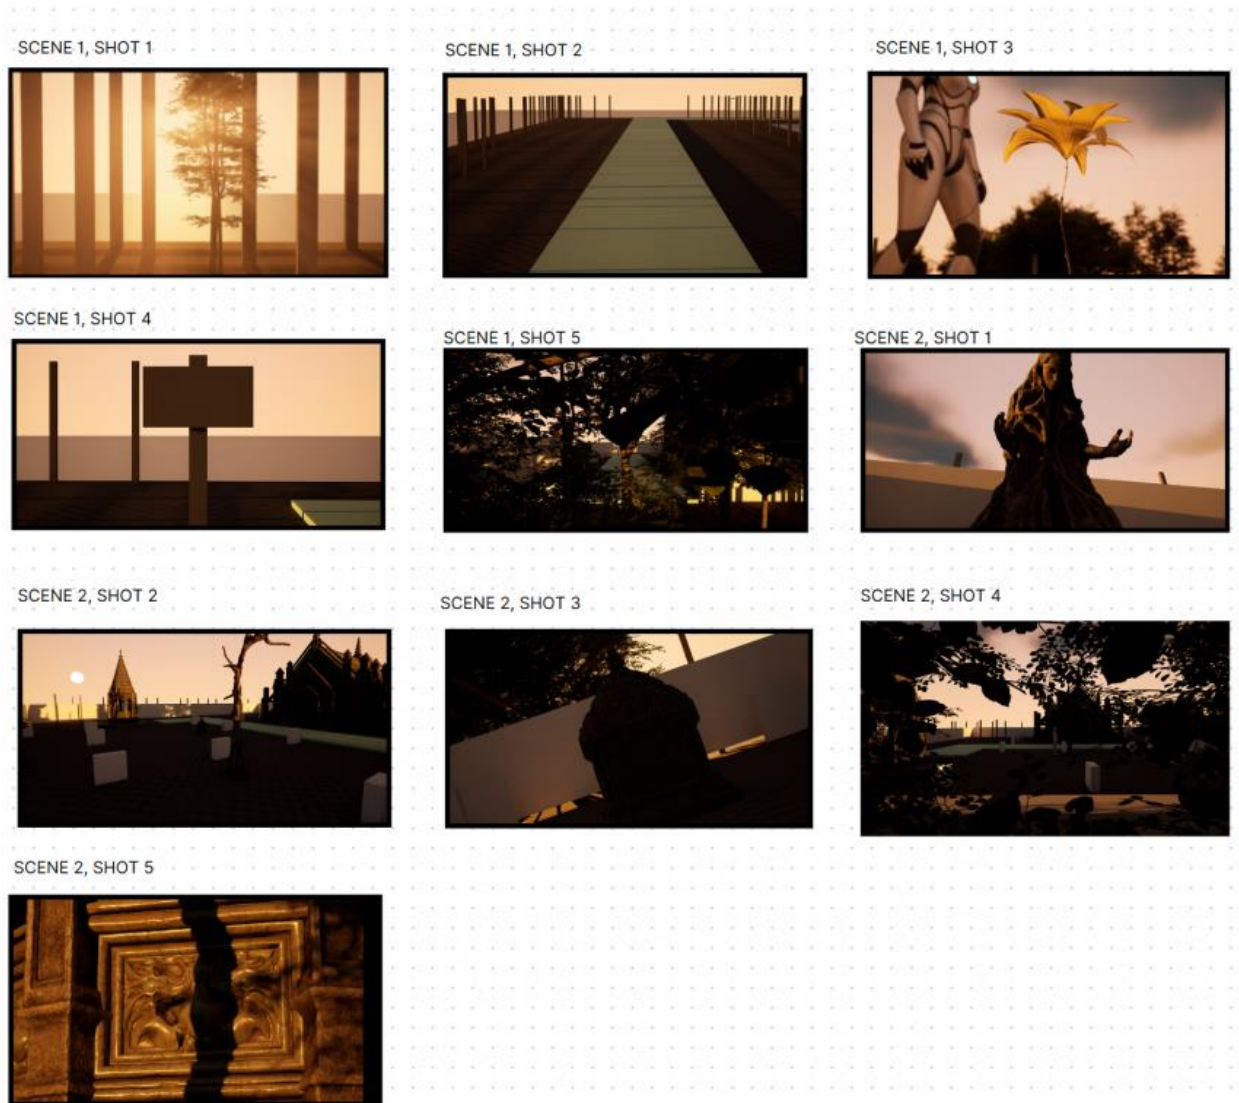 SCENE 1, SHOT 1
SCENE 1, SHOT 2
SCENE 1, SHOT 3
SCENE 1, SHOT 4
SCENE 1, SHOT 5
SCENE 2, SHOT 1
SCENE 2, SHOT 2
SCENE 2, SHOT 3
SCENE 2, SHOT 4
SCENE 2, SHOT 5